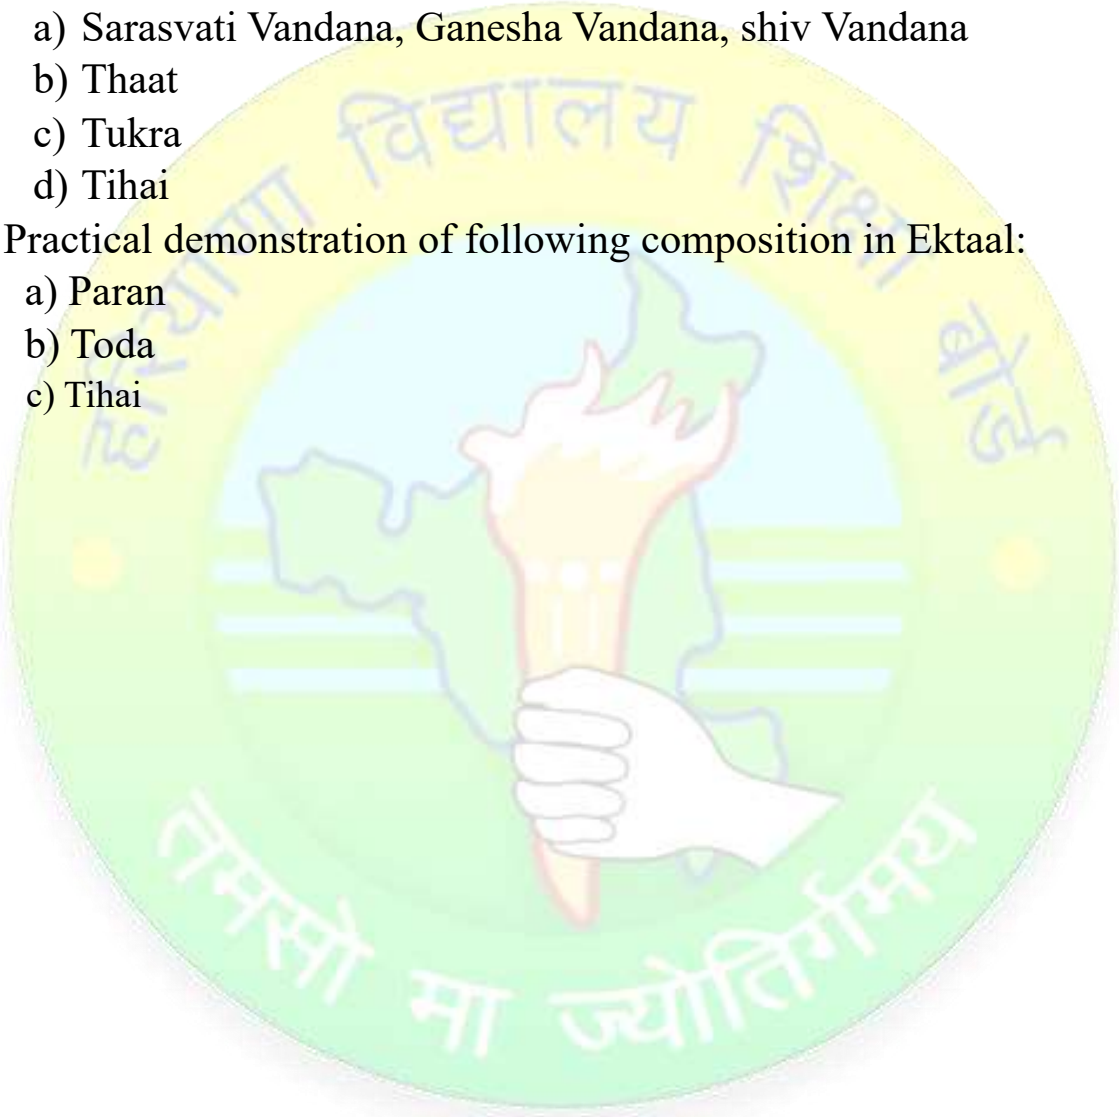 a) Sarasvati Vandana, Ganesha Vandana, shiv Vandana
b) Thaat
c) Tukra
d) Tihai
Practical demonstration of following composition in Ektaal:
a) Paran
b) Toda
c) Tihai
हरियाणा विद्यालय शिक्षा बोर्ड
तमसो मा ज्योतिर्गमय